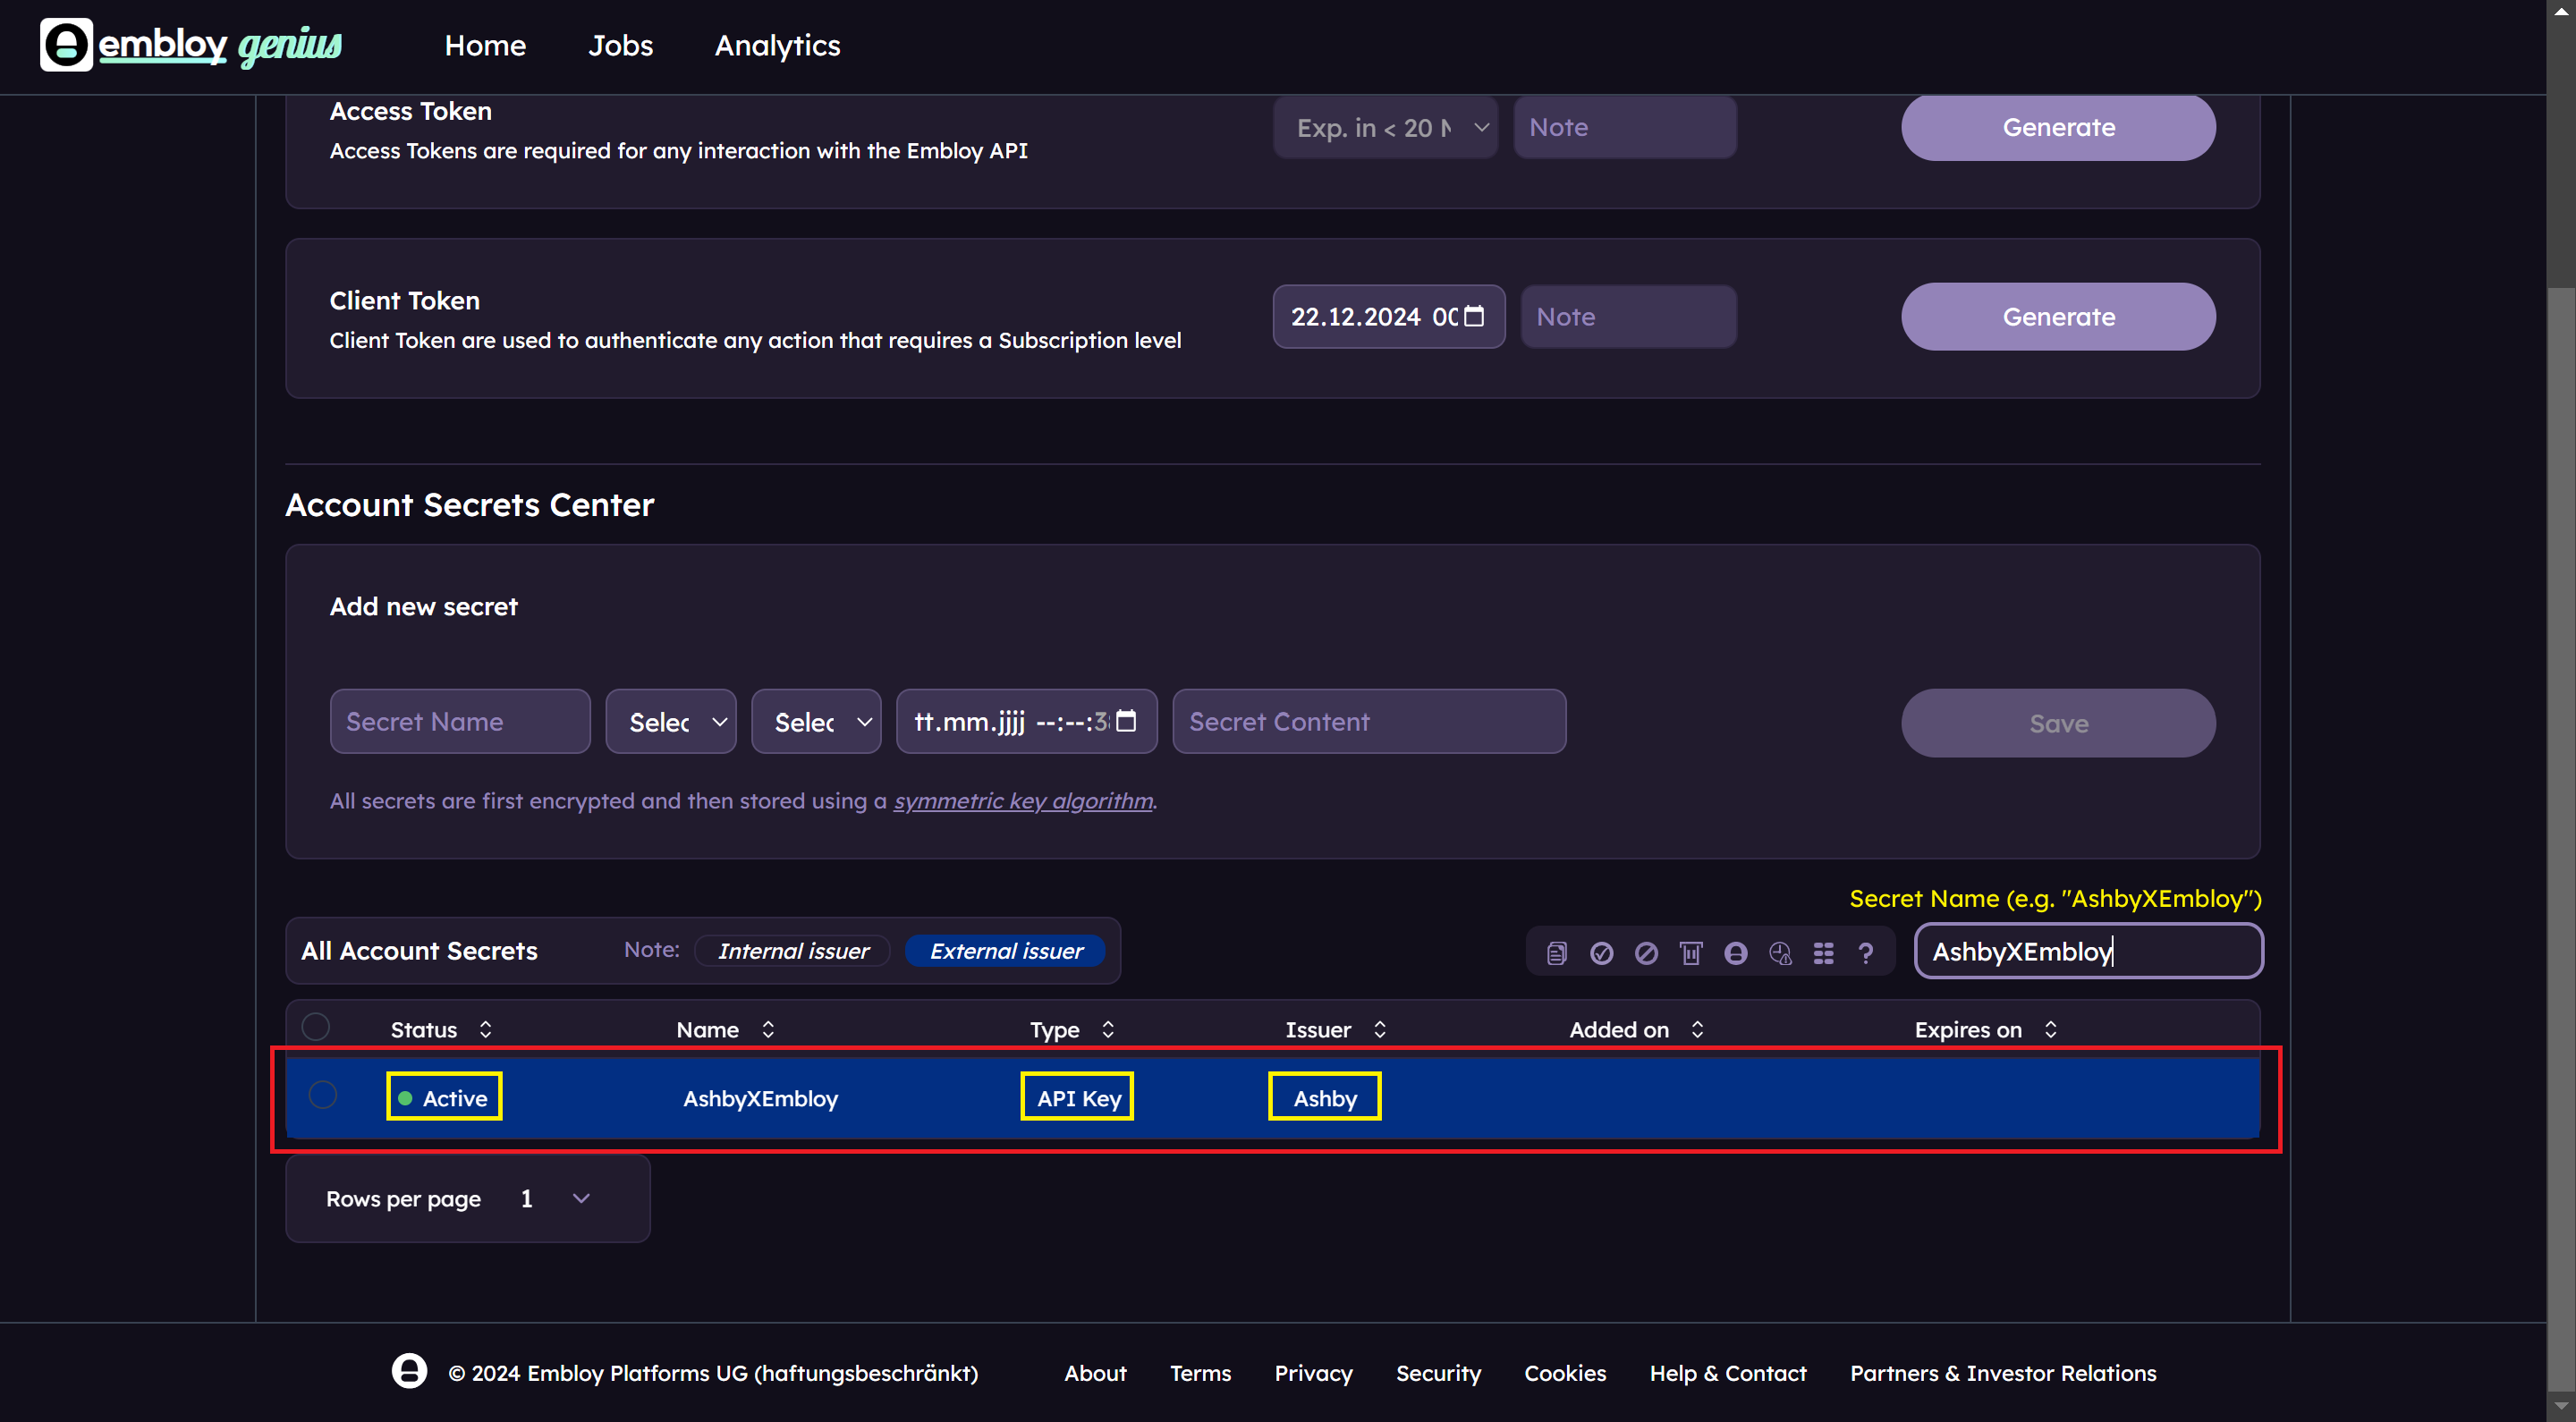 embloy genius
Home Jobs Analytics
Access Token
Access Tokens are required for any interaction with the Embloy API
Exp. in < 20 Note Generate
Client Token
Client Token are used to authenticate any action that requires a Subscription level
22.12.2024 Note Generate
Account Secrets Center
Add new secret
Secret Name Selec Selec tt.mm.jjjj --:--: Secret Content Save
All secrets are first encrypted and then stored using a symmetric key algorithm.
Secret Name (e.g. "AshbyXEmbloy")
All Account Secrets Note: Internal issuer External issuer ? AshbyXEmbloy
Status Name Type Issuer Added on Expires on
Active AshbyXEmbloy API Key Ashby
Rows per page 1
© 2024 Embloy Platforms UG (haftungsbeschränkt) About Terms Privacy Security Cookies Help & Contact Partners & Investor Relations